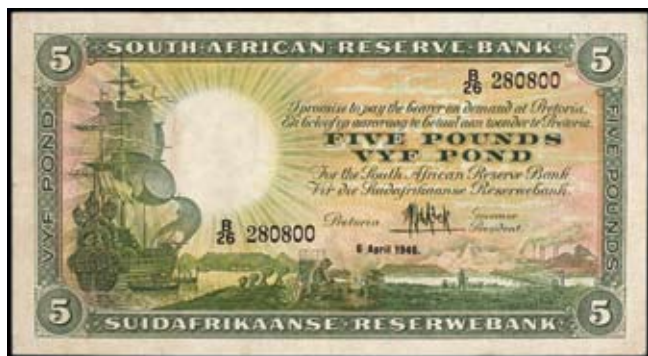 5 SOUTH·AFRICAN·RESERVE·BANK 5
B/26 280800
I promise to pay the bearer on demand at Pretoria.
Ek beloof op aanvraag te betaal aan toonder te Pretoria.
FIVE POUNDS
VYF POND
For the South African Reserve Bank
Vir die Suidafrikaanse Reserwebank.
Pretoria Governor
President.
B/26 280800
6 April 1946.
VYF POND
FIVE POUNDS
5 SUIDAFRIKAANSE·RESERWEBANK· 5